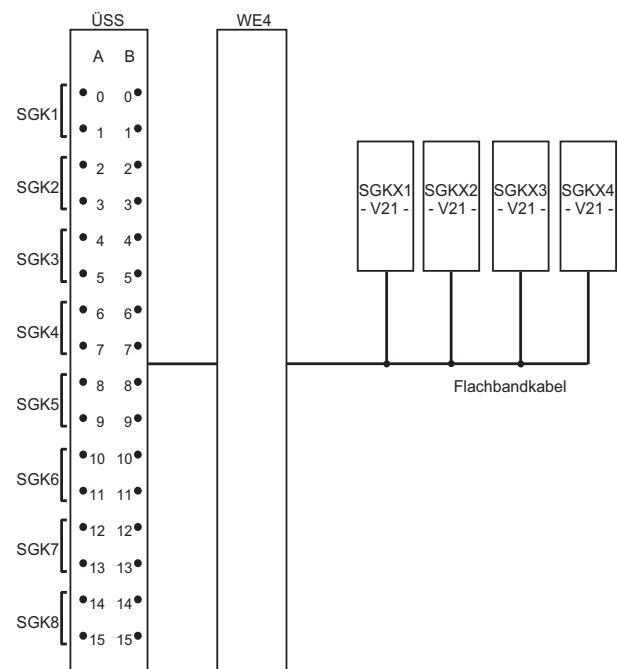 ÜSS WE4
A B
0 0
SGK1
1 1
2 2
SGK2
3 3
4 4
SGK3
5 5
6 6
SGK4
7 7
8 8
SGK5
9 9
10 10
SGK6
11 11
12 12
SGK7
13 13
14 14
SGK8
15 15
SGKX1 SGKX2 SGKX3 SGKX4
- V21 - - V21 - - V21 - - V21 -
Flachbandkabel